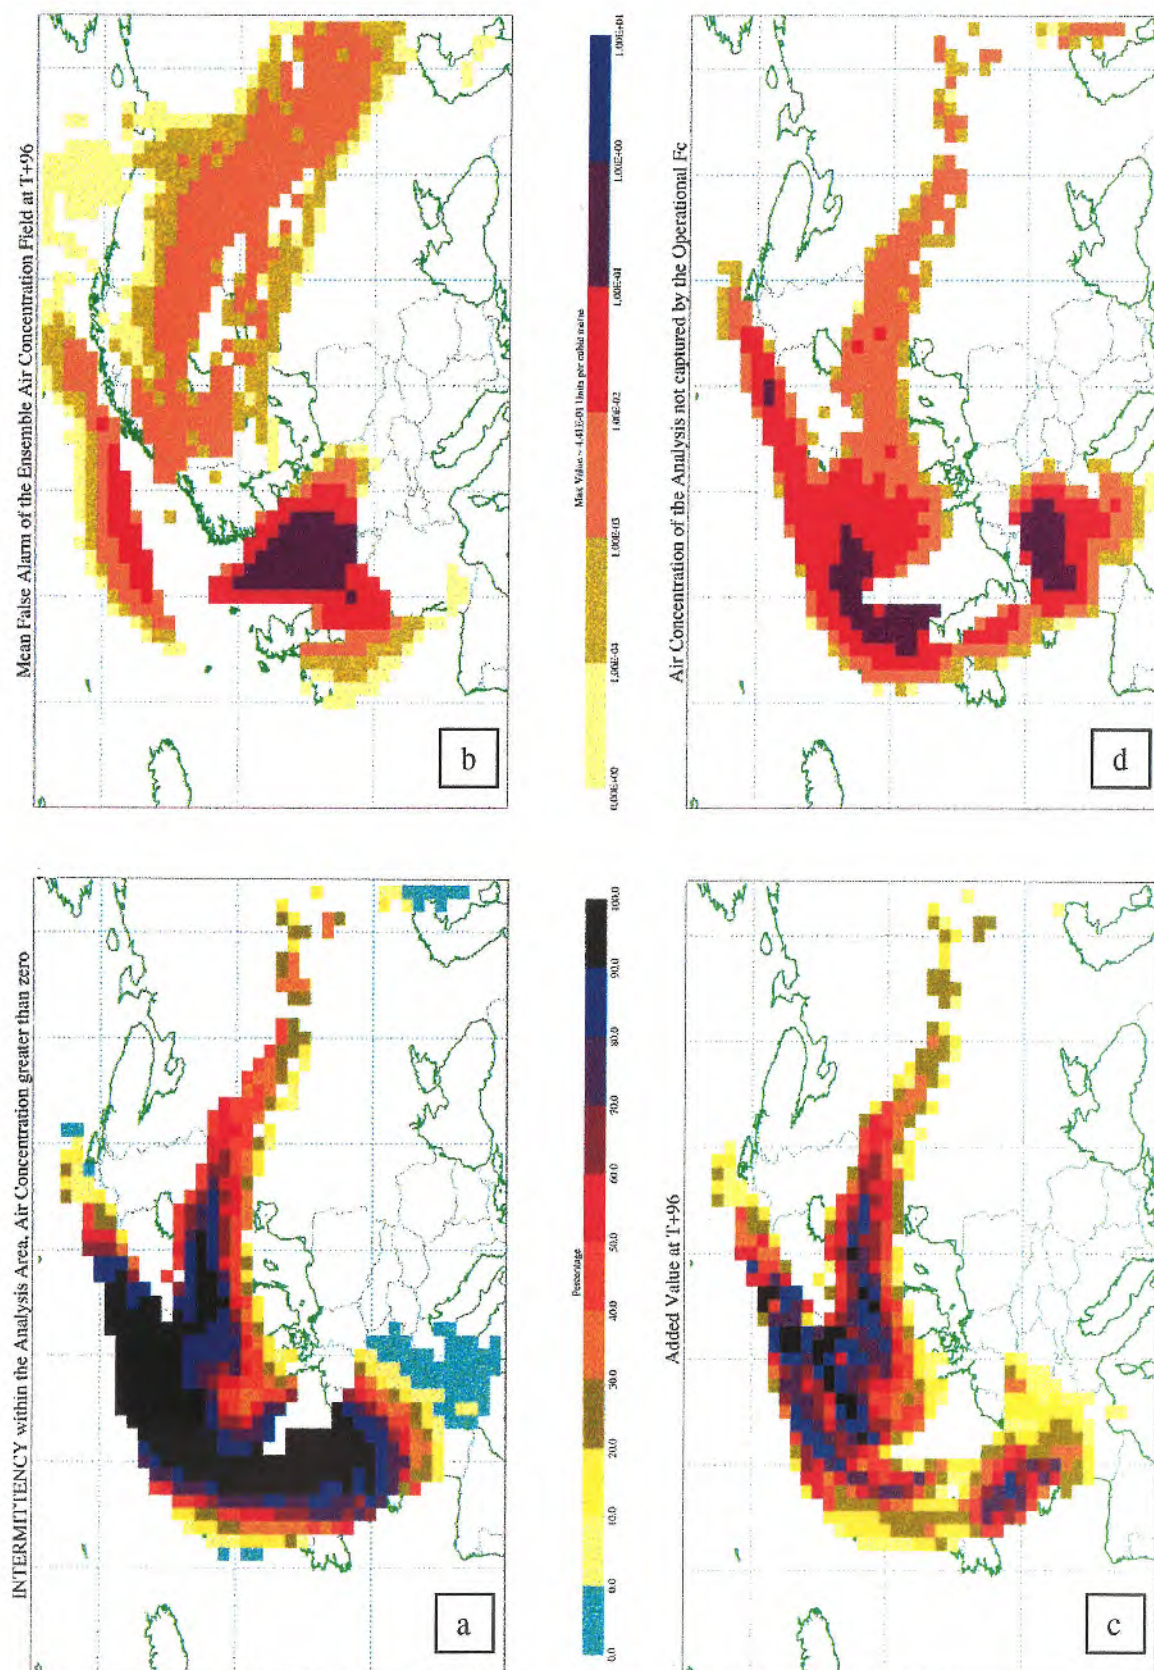 INTERMITTENCY within the Analysis Area, Air Concentration greater than zero
a
0.0 0.0 10.0 20.0 30.0 40.0 50.0 60.0 70.0 80.0 90.0 100.0
Percentage
Mean False Alarm of the Ensemble Air Concentration Field at T+96
b
0.00E+00 1.00E-04 1.00E-03 1.00E-02 1.00E-01 1.00E+00 1.00E+01
Max Value = 4.41E-01 Units per cubic metre
Added Value at T+96
c
Air Concentration of the Analysis not captured by the Operational Fc
d